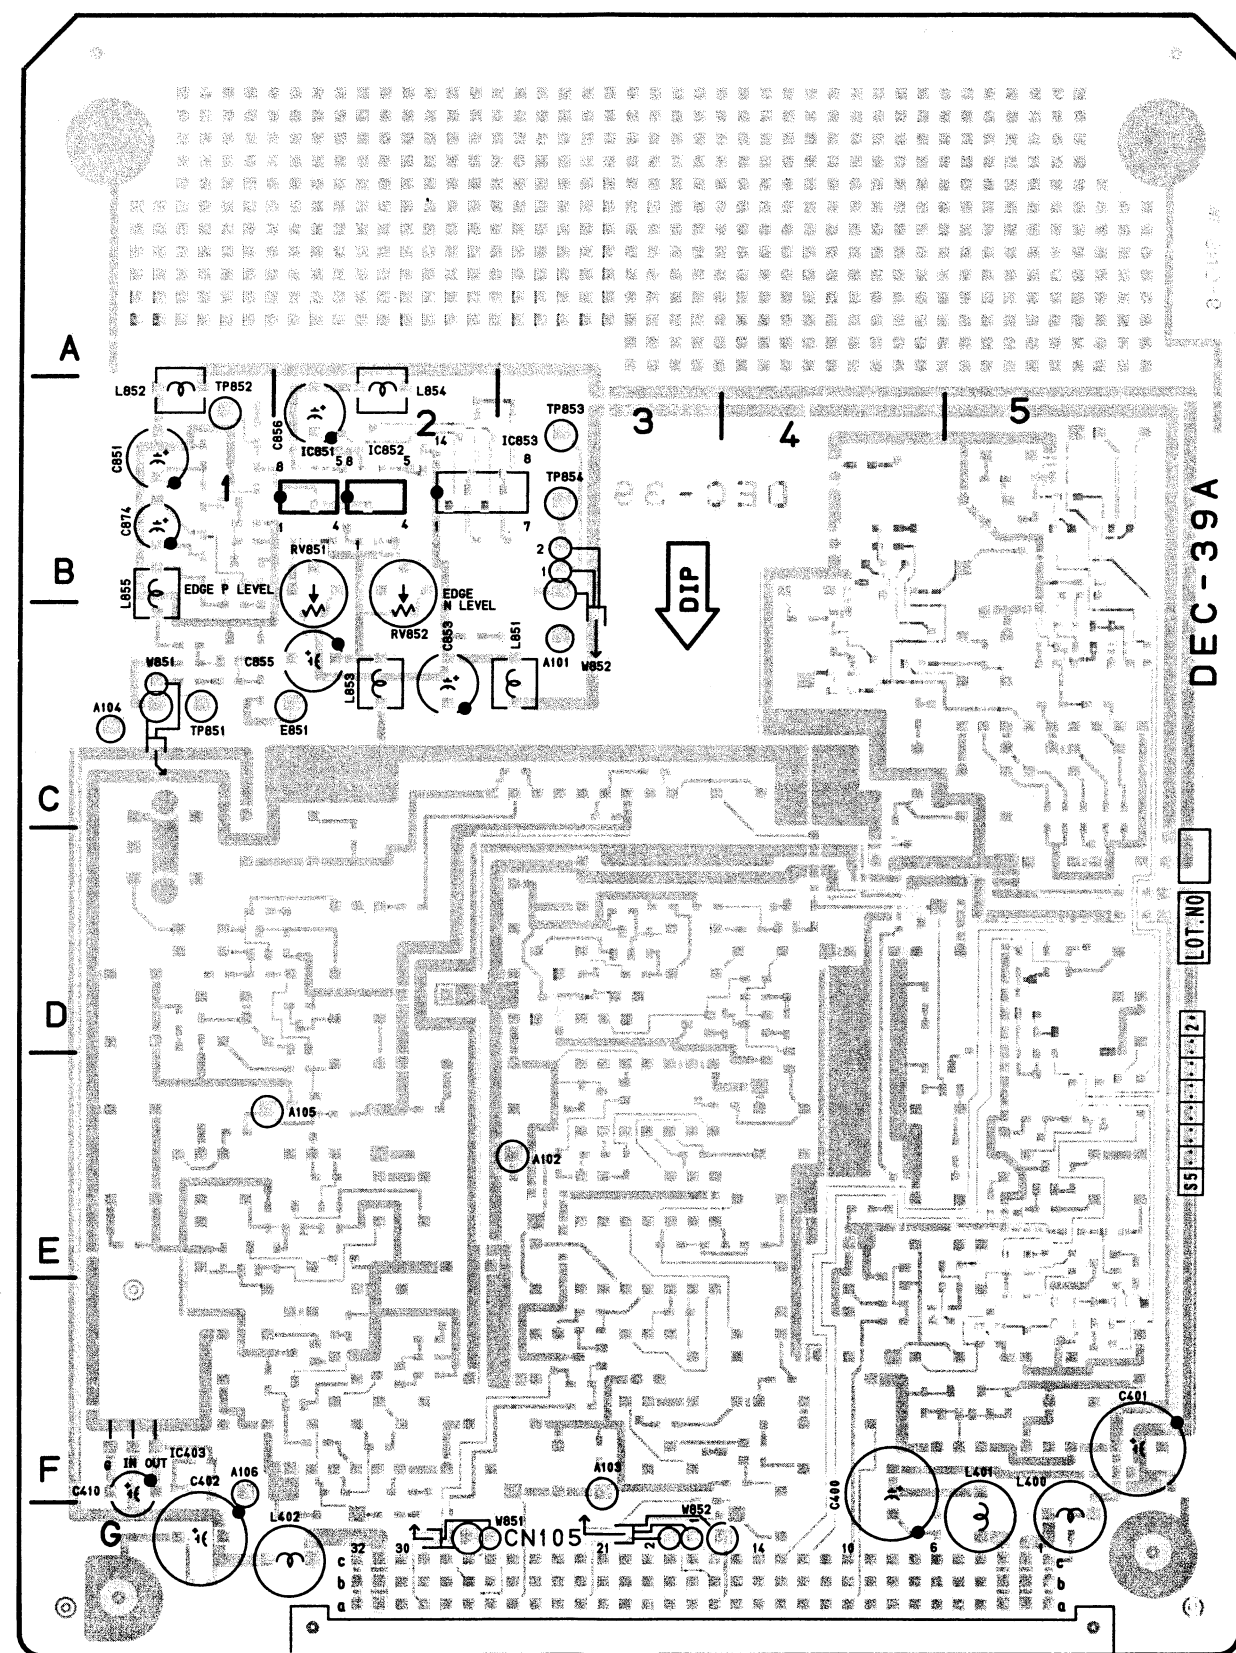 A
L852
TP852
L854
C856
2
TP853
3
4
5
C851
IC851
IC852
14
IC853
8
5
8
5
8
1
TP854
DEC-39
DEC-39A
C874
1
4
4
1
7
B
RV851
1
2
1
L855
EDGE P LEVEL
EDGE
N LEVEL
DIP
RV852
C853
L851
A101
W852
C855
W851
L853
A104
TP851
E851
C
LOT.NO
D
2
A105
A102
S5
E
C401
F
G IN OUT
IC403
C410
C402
A106
A103
C400
L401
L400
G
L402
W851
CN105
W852
32
30
21
2
14
10
6
1
c
b
a
c
b
a